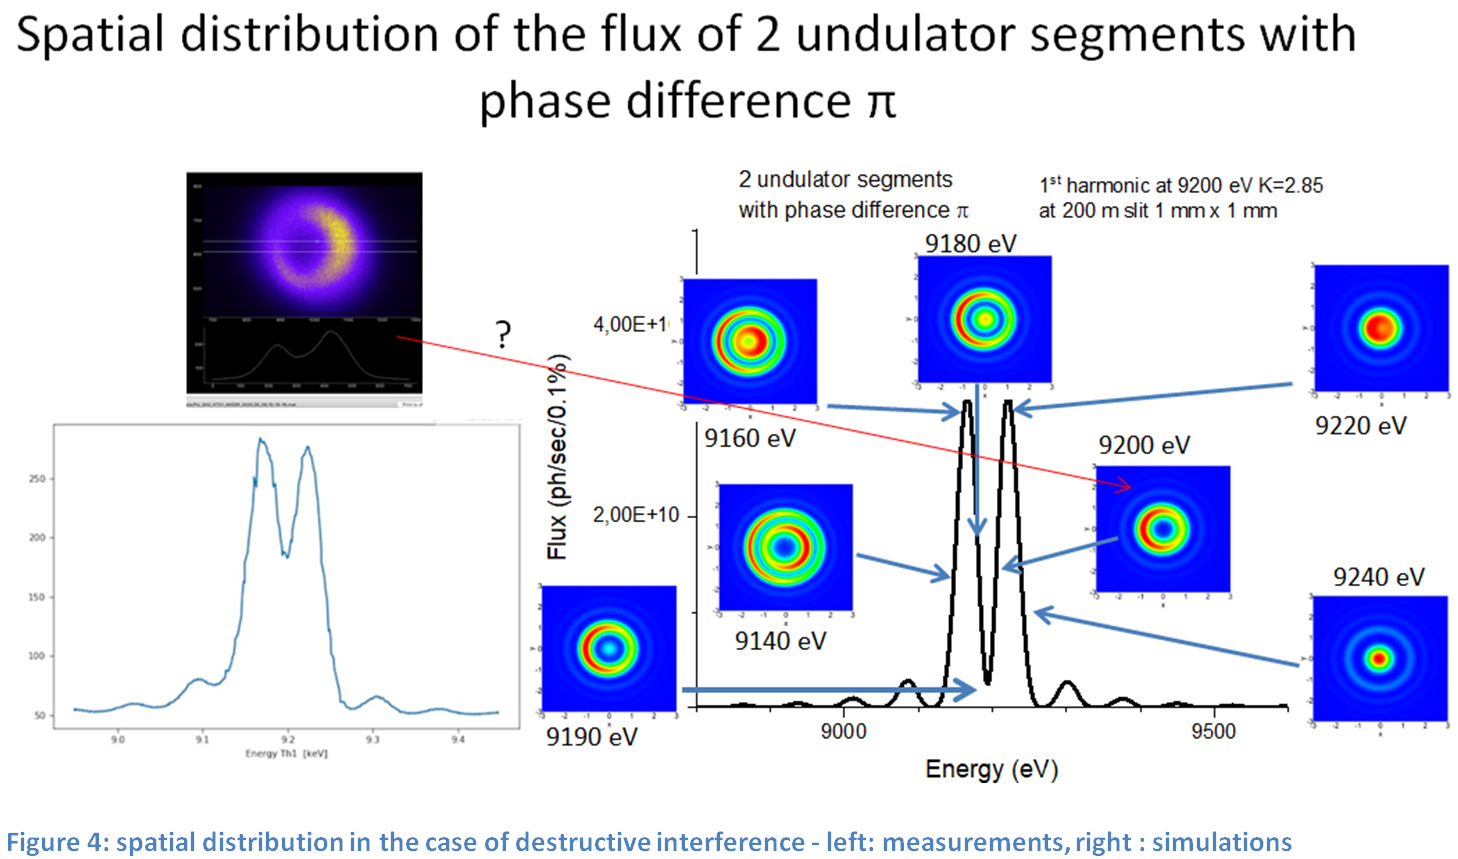 Spatial distribution of the flux of 2 undulator segments with
phase difference π
2 undulator segments
with phase difference π
1st harmonic at 9200 eV K=2.85
at 200 m slit 1 mm x 1 mm
9180 eV
?
4,00E+1
9160 eV
9220 eV
9200 eV
2,00E+10
Flux (ph/sec/0.1%)
9140 eV
9240 eV
9190 eV
250
200
150
100
50
9.0 9.1 9.2 9.3 9.4
Energy Th1 [keV]
9000 9500
Energy (eV)
Figure 4: spatial distribution in the case of destructive interference - left: measurements, right : simulations